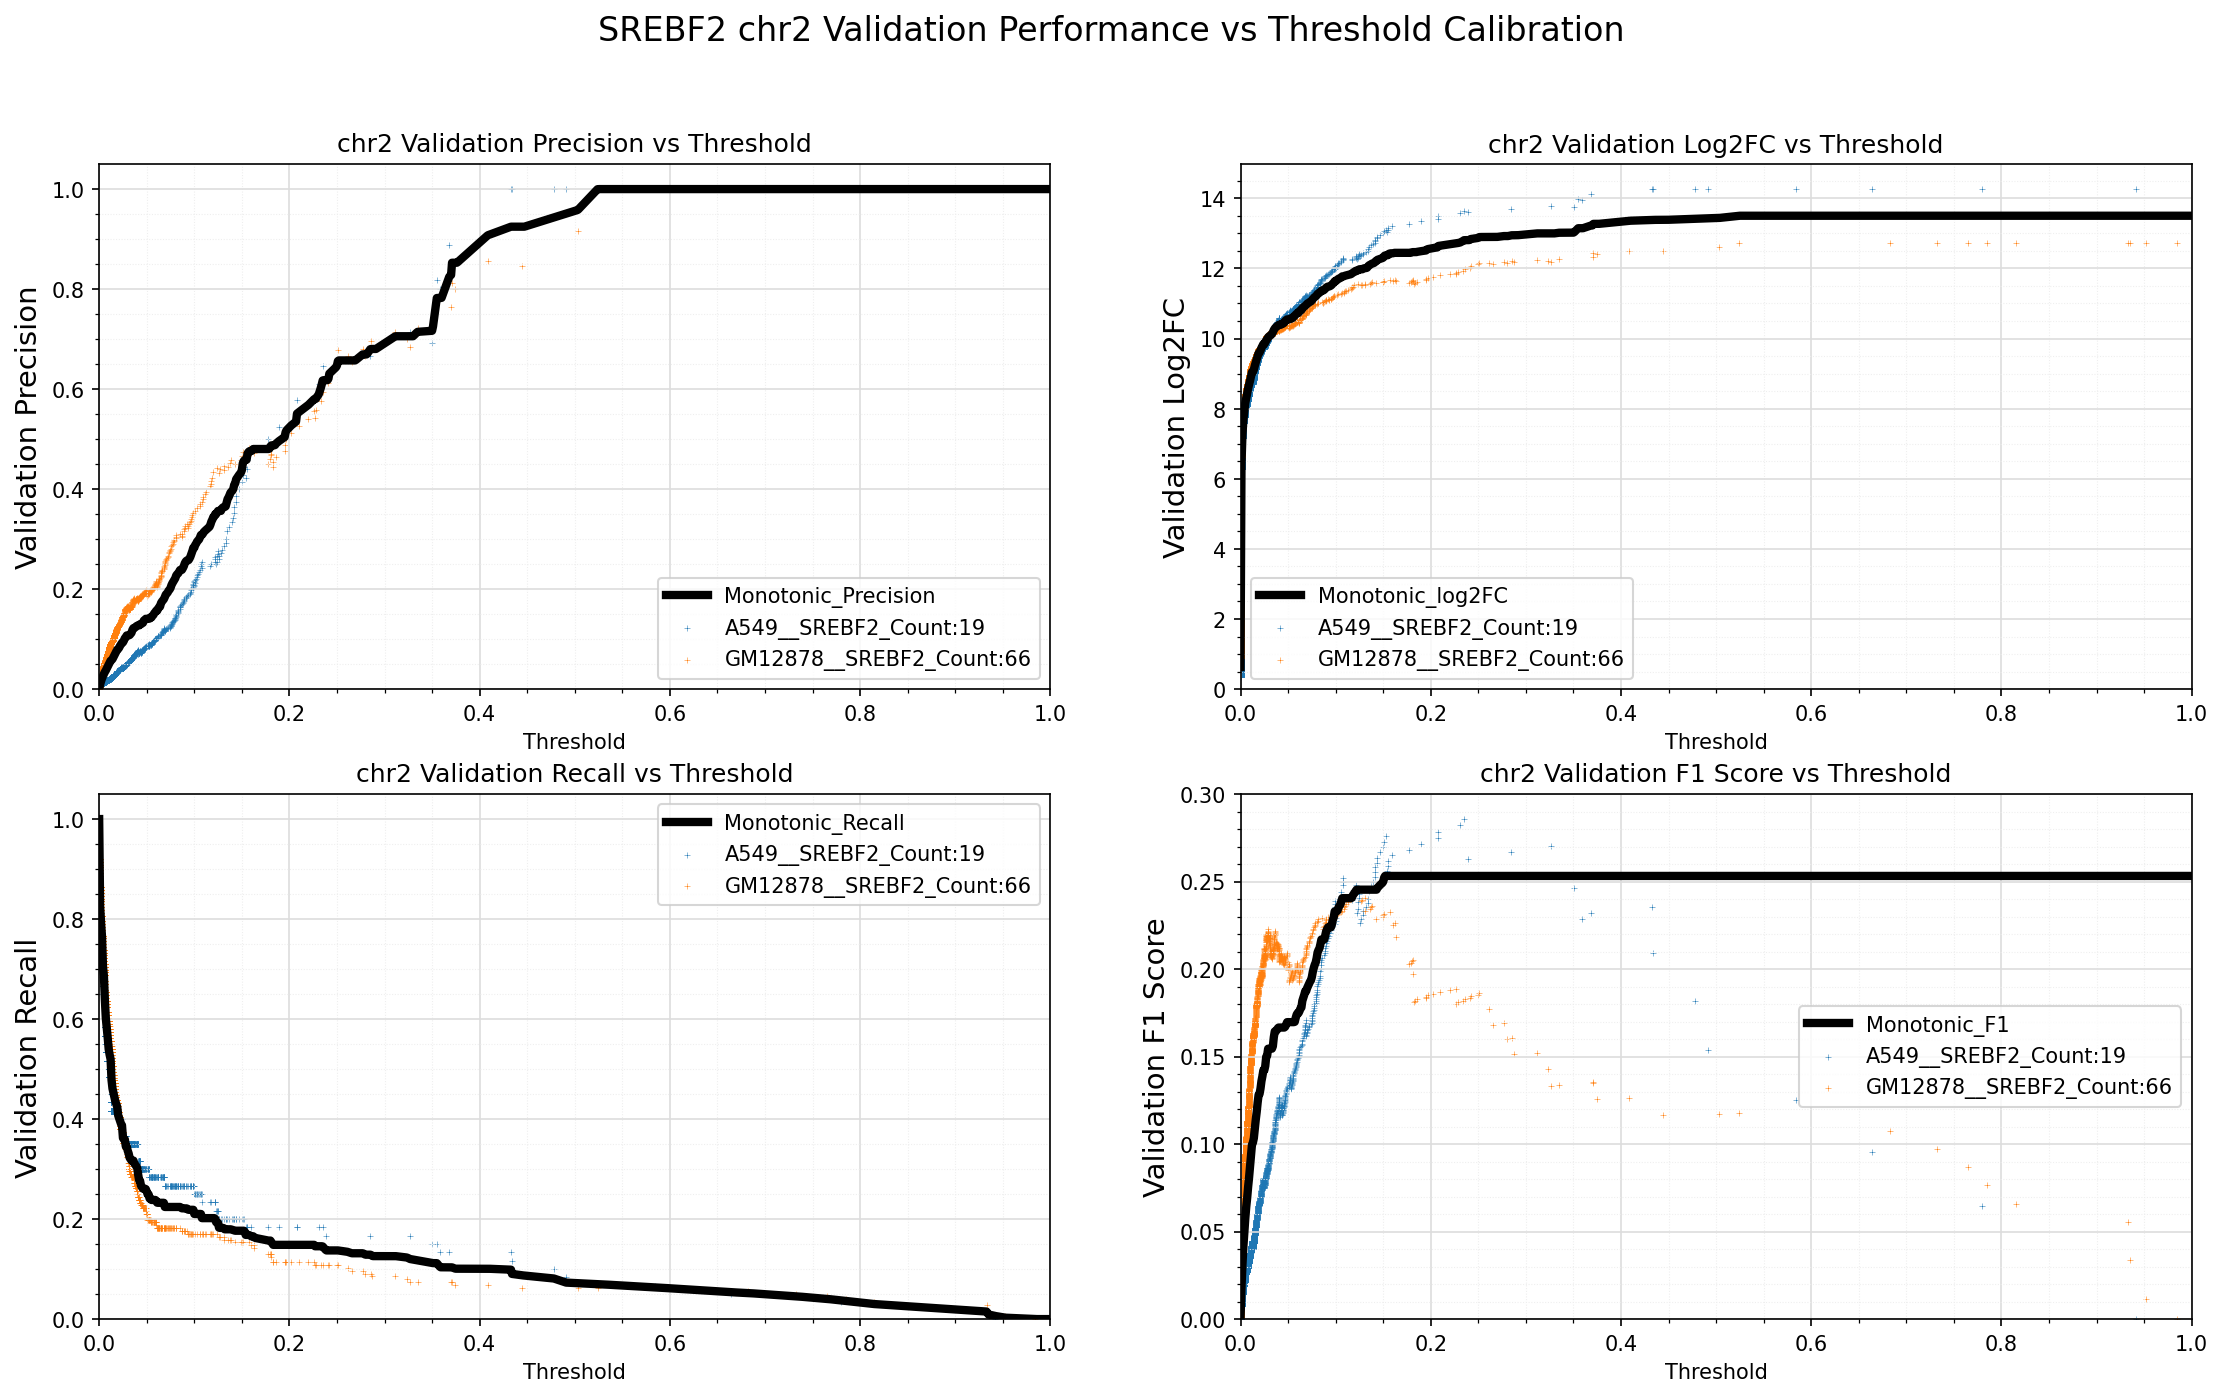 SREBF2 chr2 Validation Performance vs Threshold Calibration
chr2 Validation Precision vs Threshold
Validation Precision
1.0
0.8
0.6
0.4
0.2
0.0
Monotonic_Precision
A549__SREBF2_Count:19
GM12878__SREBF2_Count:66
0.0 0.2 0.4 0.6 0.8 1.0
Threshold
chr2 Validation Log2FC vs Threshold
Validation Log2FC
14
12
10
8
6
4
2
0
Monotonic_log2FC
A549__SREBF2_Count:19
GM12878__SREBF2_Count:66
0.0 0.2 0.4 0.6 0.8 1.0
Threshold
chr2 Validation Recall vs Threshold
Validation Recall
1.0
0.8
0.6
0.4
0.2
0.0
Monotonic_Recall
A549__SREBF2_Count:19
GM12878__SREBF2_Count:66
0.0 0.2 0.4 0.6 0.8 1.0
Threshold
chr2 Validation F1 Score vs Threshold
Validation F1 Score
0.30
0.25
0.20
0.15
0.10
0.05
0.00
Monotonic_F1
A549__SREBF2_Count:19
GM12878__SREBF2_Count:66
0.0 0.2 0.4 0.6 0.8 1.0
Threshold